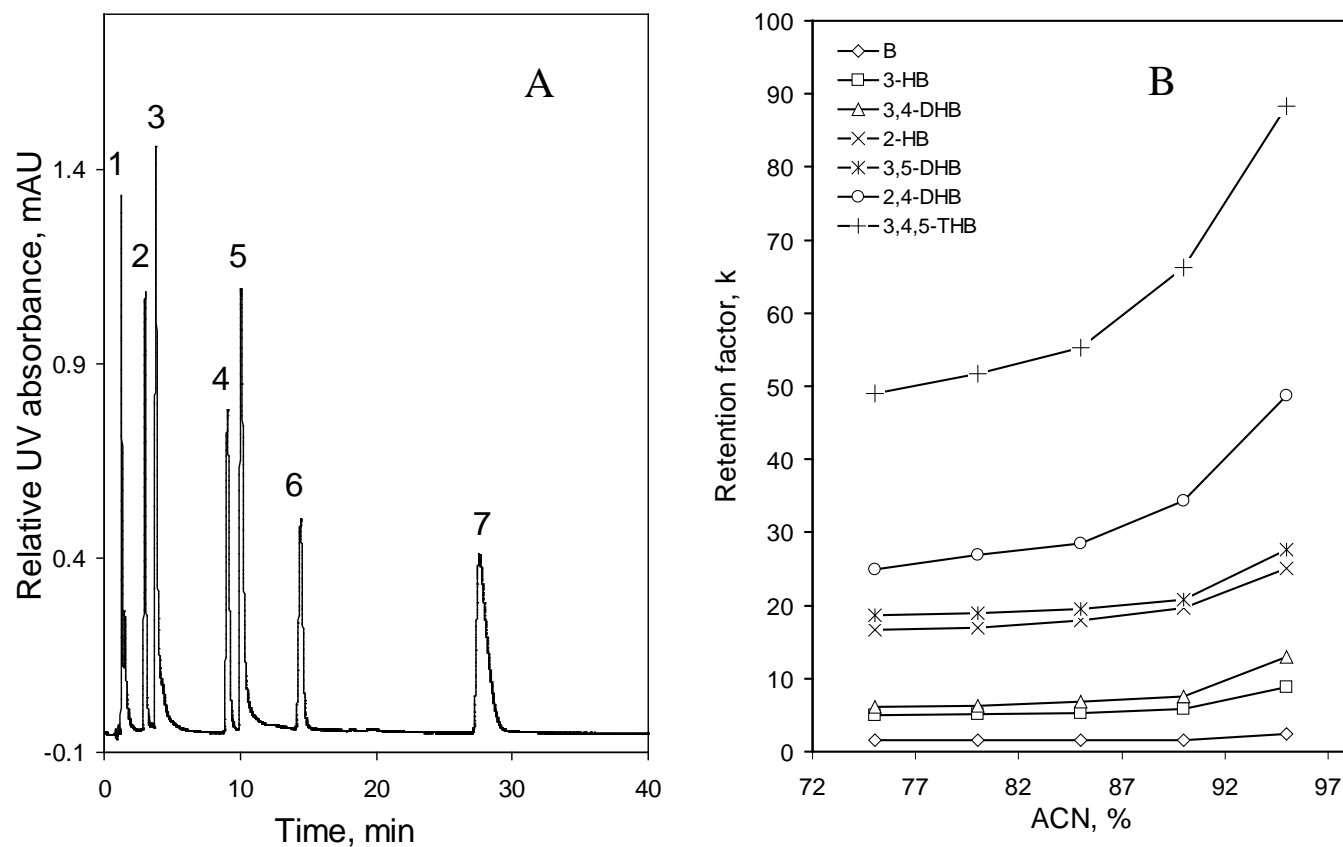 A
Relative UV absorbance, mAU
1.4
0.9
0.4
-0.1
1
2
3
4
5
6
7
0
10
20
30
40
Time, min
B
B
3-HB
3,4-DHB
2-HB
3,5-DHB
2,4-DHB
3,4,5-THB
Retention factor, k
100
90
80
70
60
50
40
30
20
10
0
72
77
82
87
92
97
ACN, %